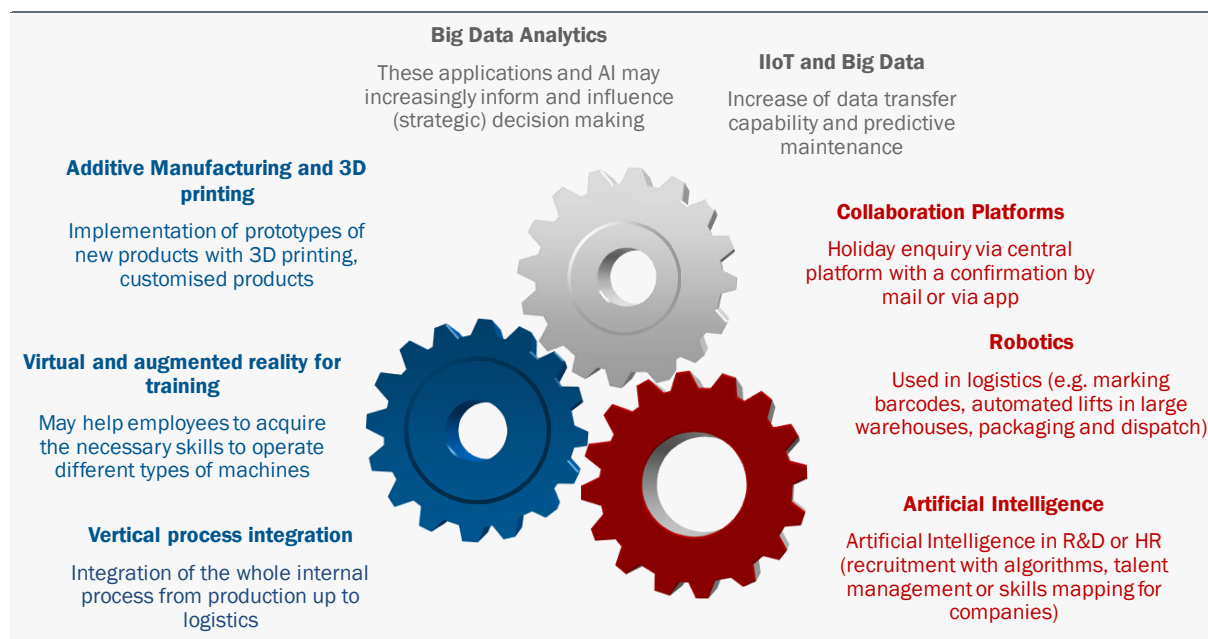 Big Data Analytics
These applications and AI may
increasingly inform and influence
(strategic) decision making
IIoT and Big Data
Increase of data transfer
capability and predictive
maintenance
Additive Manufacturing and 3D
printing
Implementation of prototypes of
new products with 3D printing,
customised products
Collaboration Platforms
Holiday enquiry via central
platform with a confirmation by
mail or via app
Virtual and augmented reality for
training
May help employees to acquire
the necessary skills to operate
different types of machines
Robotics
Used in logistics (e.g. marking
barcodes, automated lifts in large
warehouses, packaging and dispatch)
Vertical process integration
Integration of the whole internal
process from production up to
logistics
Artificial Intelligence
Artificial Intelligence in R&D or HR
(recruitment with algorithms, talent
management or skills mapping for
companies)